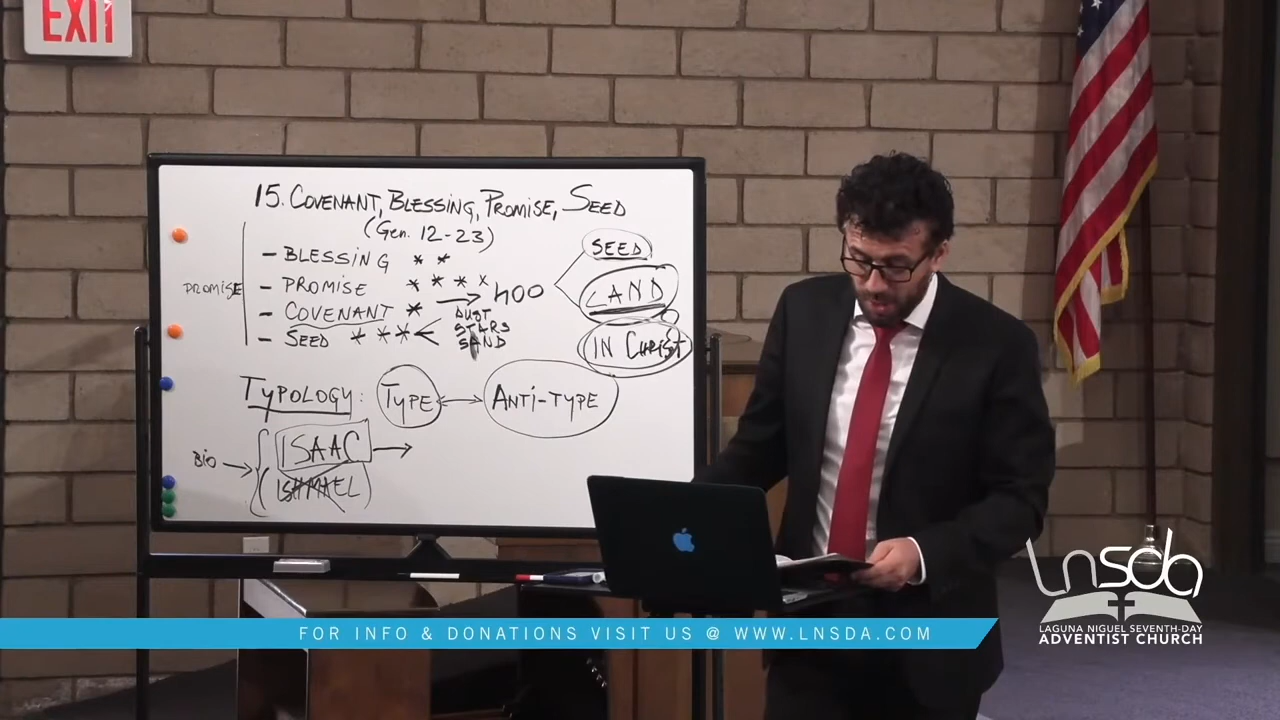 EXIT
15. COVENANT, BLESSING, PROMISE, SEED
(Gen. 12-23)
PROMISE
- BLESSING * *
- PROMISE * * * x
- COVENANT *
- SEED * * *
400
DUST
STARS
SAND
SEED
LAND
IN CHRIST
TYPOLOGY: TYPE ↔ ANTI-TYPE
BIO → ISAAC →
ISHMAEL
FOR INFO & DONATIONS VISIT US @ WWW.LNSDA.COM
LNSDA
LAGUNA NIGUEL SEVENTH-DAY
ADVENTIST CHURCH